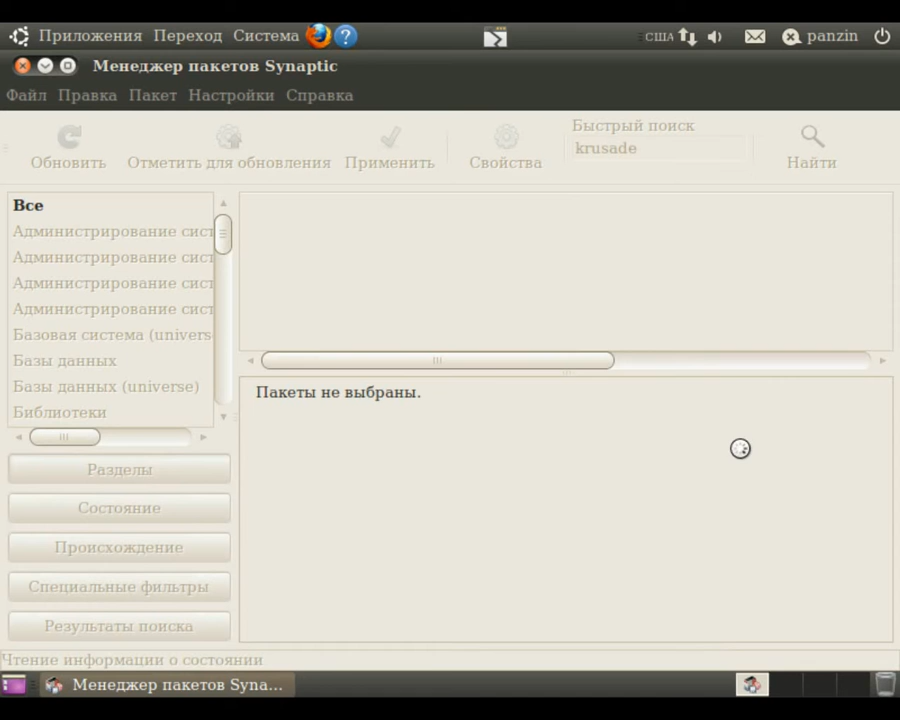 Приложения Переход Система США panzin
Менеджер пакетов Synaptic
Файл Правка Пакет Настройки Справка
Обновить Отметить для обновления Применить Свойства Быстрый поиск Найти
krusade
Все
Администрирование сист
Администрирование сист
Администрирование сист
Администрирование сист
Базовая система (univers
Базы данных
Базы данных (universe)
Библиотеки
Разделы
Состояние
Происхождение
Специальные фильтры
Результаты поиска
Пакеты не выбраны.
Чтение информации о состоянии
Менеджер пакетов Syna...